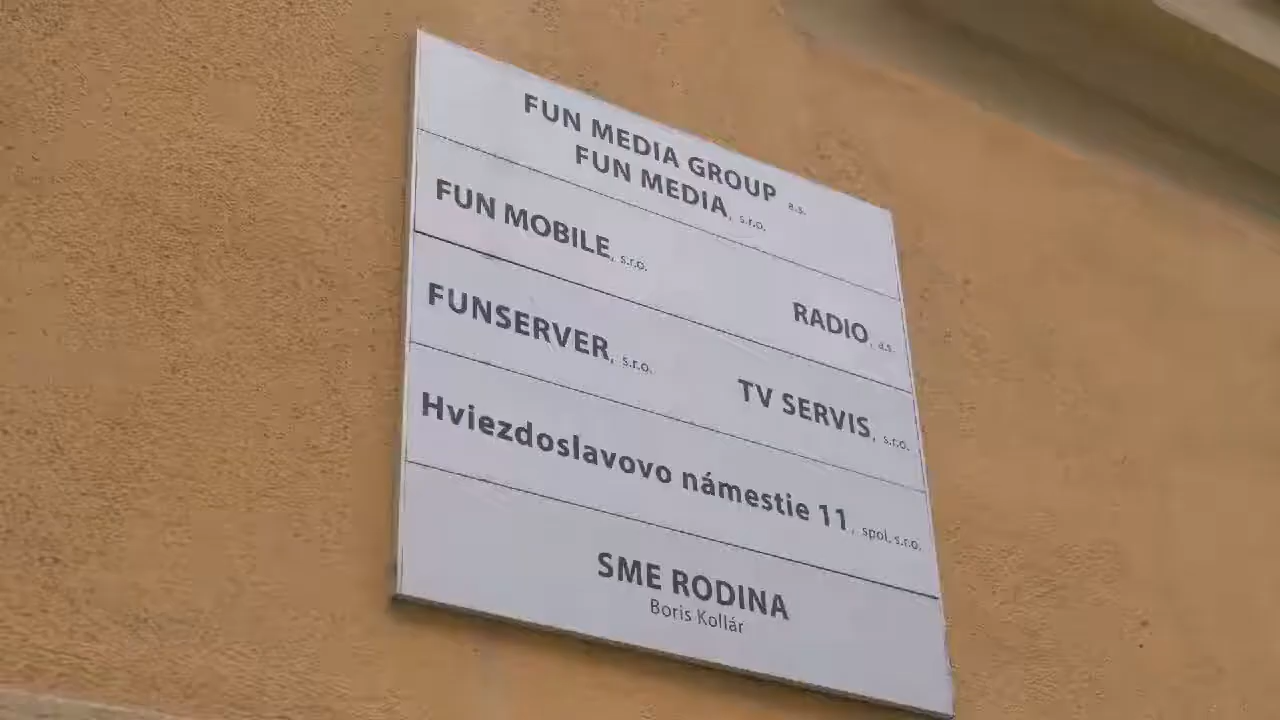 FUN MEDIA GROUP a.s.
FUN MEDIA, s.r.o.
FUN MOBILE, s.r.o.
RADIO, a.s.
FUNSERVER, s.r.o.
TV SERVIS, s.r.o.
Hviezdoslavovo námestie 11, spol. s.r.o.
SME RODINA
Boris Kollár